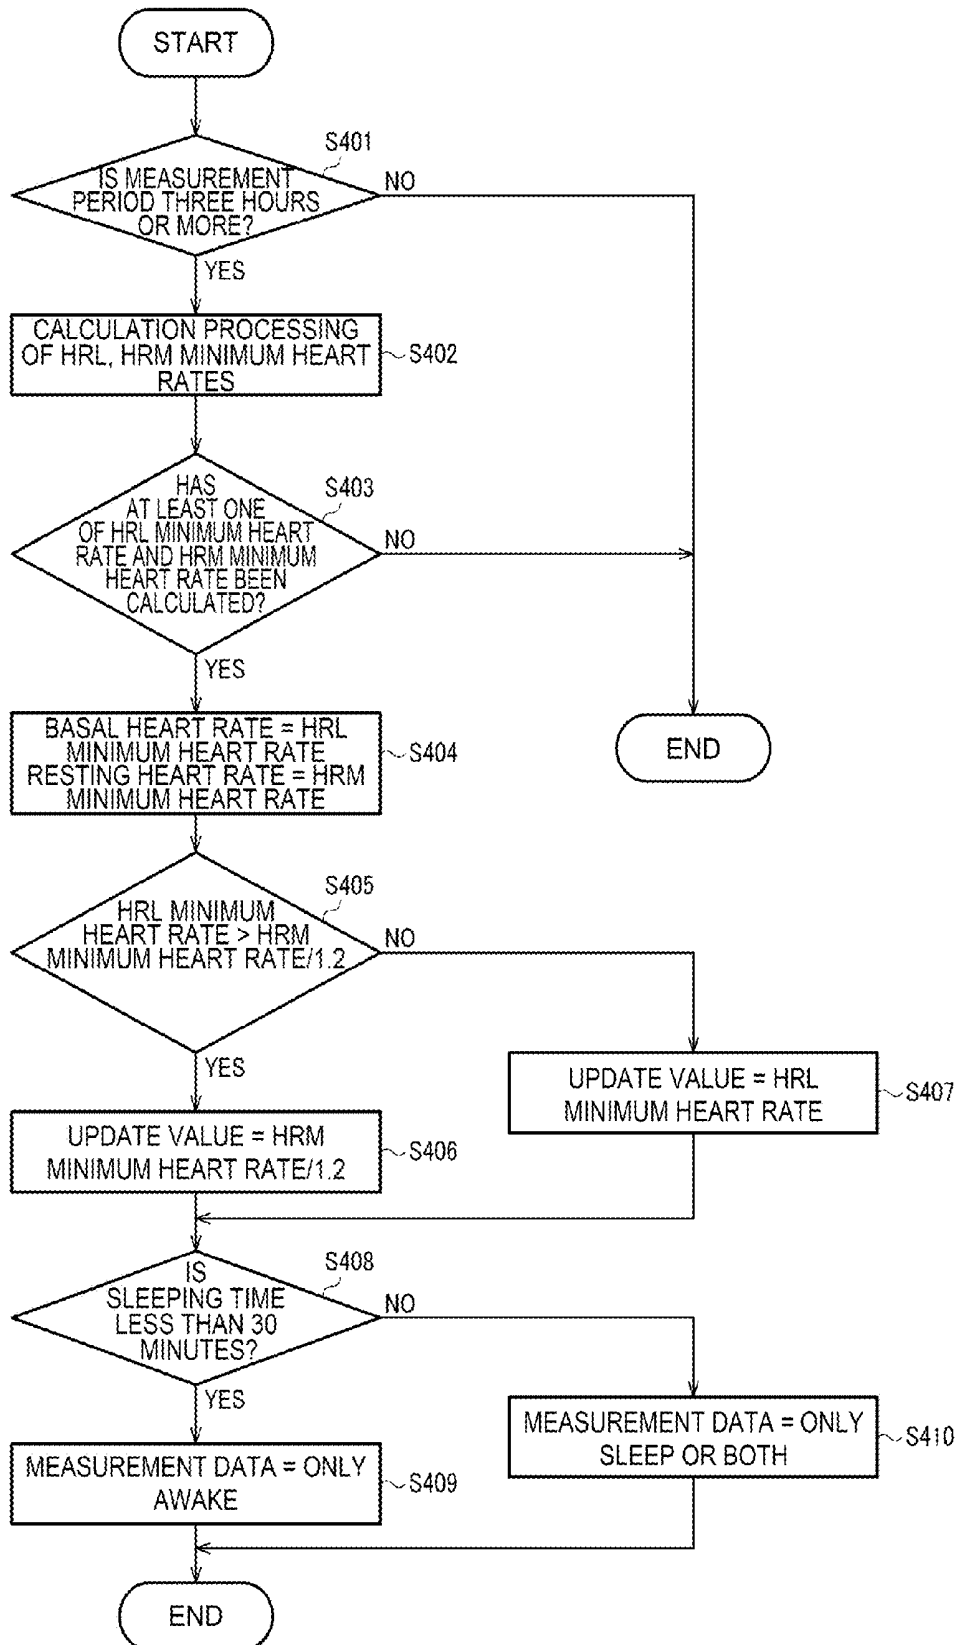 START
S401
IS MEASUREMENT
PERIOD THREE HOURS
OR MORE?
NO
YES
CALCULATION PROCESSING
OF HRL, HRM MINIMUM HEART
RATES
S402
HAS
AT LEAST ONE
OF HRL MINIMUM HEART
RATE AND HRM MINIMUM
HEART RATE BEEN
CALCULATED?
S403
NO
YES
BASAL HEART RATE = HRL
MINIMUM HEART RATE
RESTING HEART RATE = HRM
MINIMUM HEART RATE
S404
END
S405
HRL MINIMUM
HEART RATE > HRM
MINIMUM HEART RATE/1.2
NO
YES
UPDATE VALUE = HRL
MINIMUM HEART RATE
S407
UPDATE VALUE = HRM
MINIMUM HEART RATE/1.2
S406
S408
IS
SLEEPING TIME
LESS THAN 30
MINUTES?
NO
YES
MEASUREMENT DATA = ONLY
SLEEP OR BOTH
S410
MEASUREMENT DATA = ONLY
AWAKE
S409
END